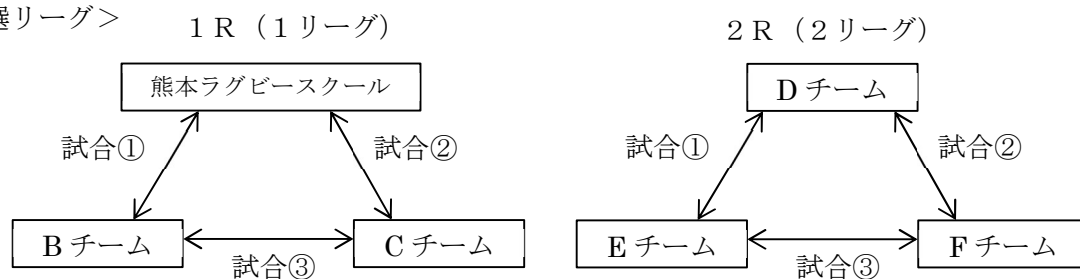 選リーグ>
1R（1リーグ）
2R（2リーグ）
熊本ラグビースクール
Dチーム
試合①
試合②
試合①
試合②
Bチーム
Cチーム
Eチーム
Fチーム
試合③
試合③